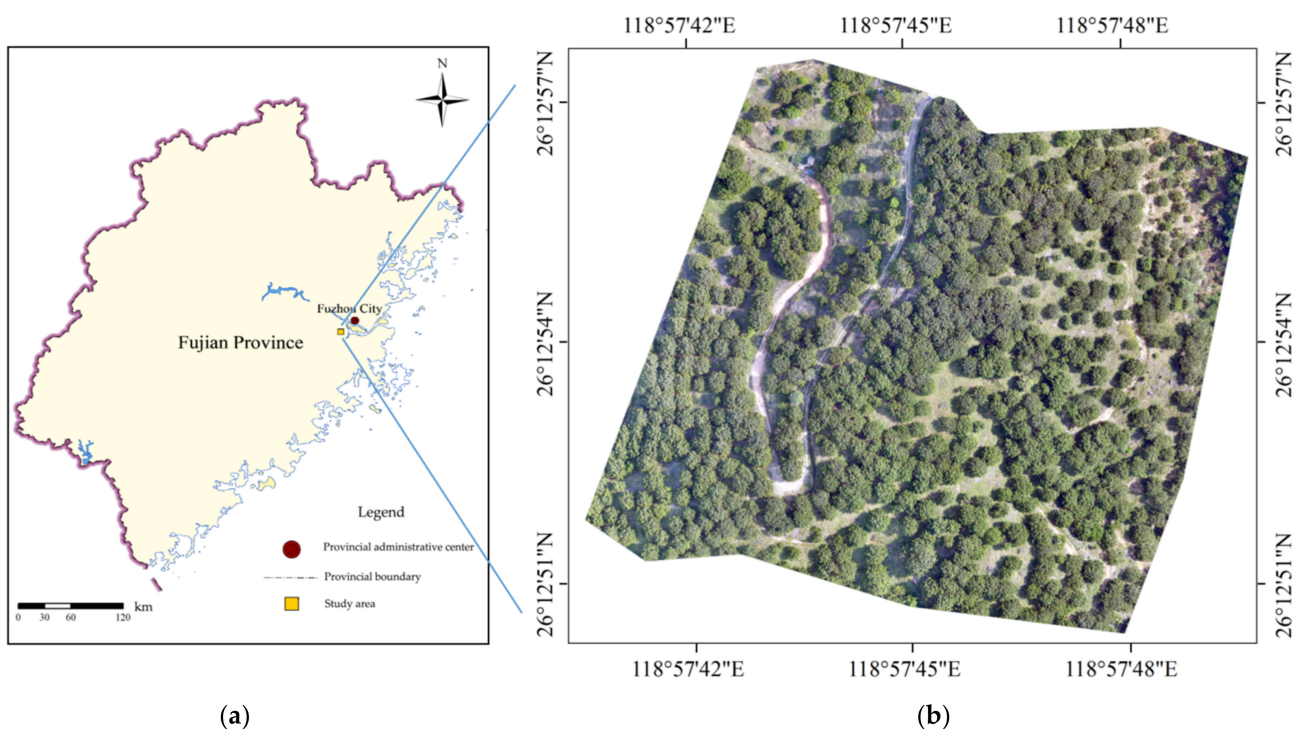 118°57'42"E 118°57'45"E 118°57'48"E
N
26°12'57"N
26°12'57"N
Fuzhou City
Fujian Province
26°12'54"N
26°12'54"N
Legend
Provincial administrative center
Provincial boundary
Study area
km
0 30 60 120
26°12'51"N
26°12'51"N
118°57'42"E 118°57'45"E 118°57'48"E
(a) (b)